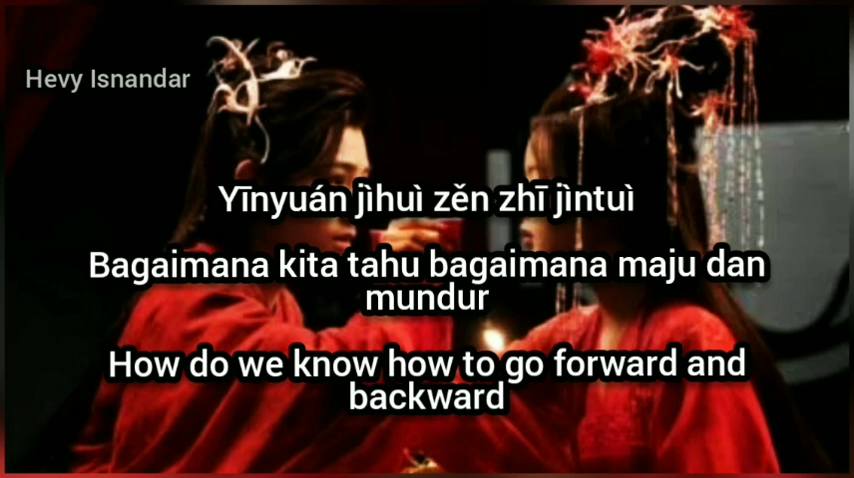 Hevy Isnandar
Yīnyuán jìhuì zěn zhī jìntuì
Bagaimana kita tahu bagaimana maju dan
mundur
How do we know how to go forward and
backward